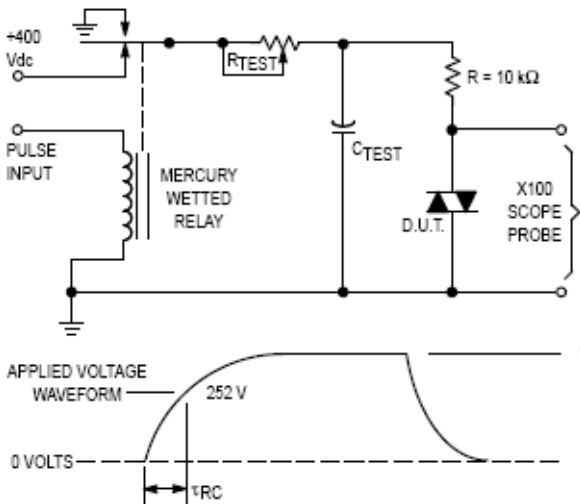 +400
Vdc
RTEST
R = 10 kΩ
PULSE
INPUT
MERCURY
WETTED
RELAY
CTEST
D.U.T.
X100
SCOPE
PROBE
APPLIED VOLTAGE
WAVEFORM
252 V
0 VOLTS
τRC